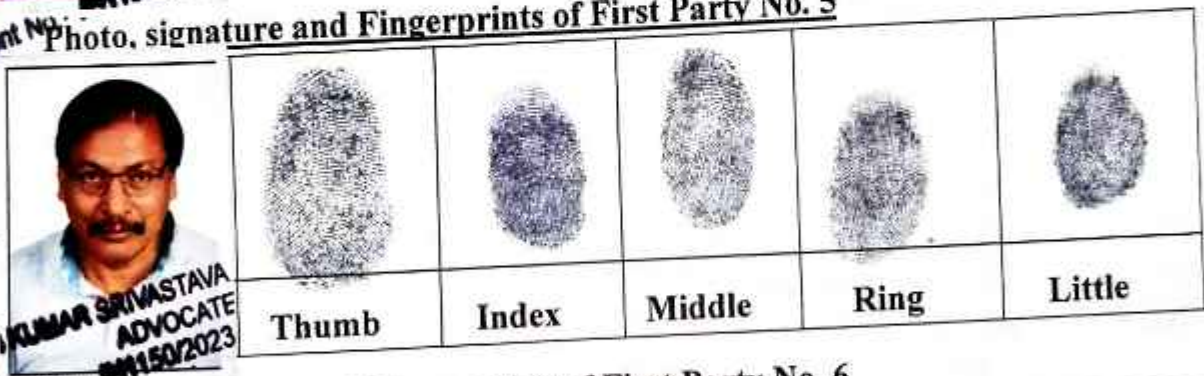 Photo, signature and Fingerprints of First Party No. 5
KUMAR SRIVASTAVA
ADVOCATE
150/2023
Thumb Index Middle Ring Little
First Party No. 6